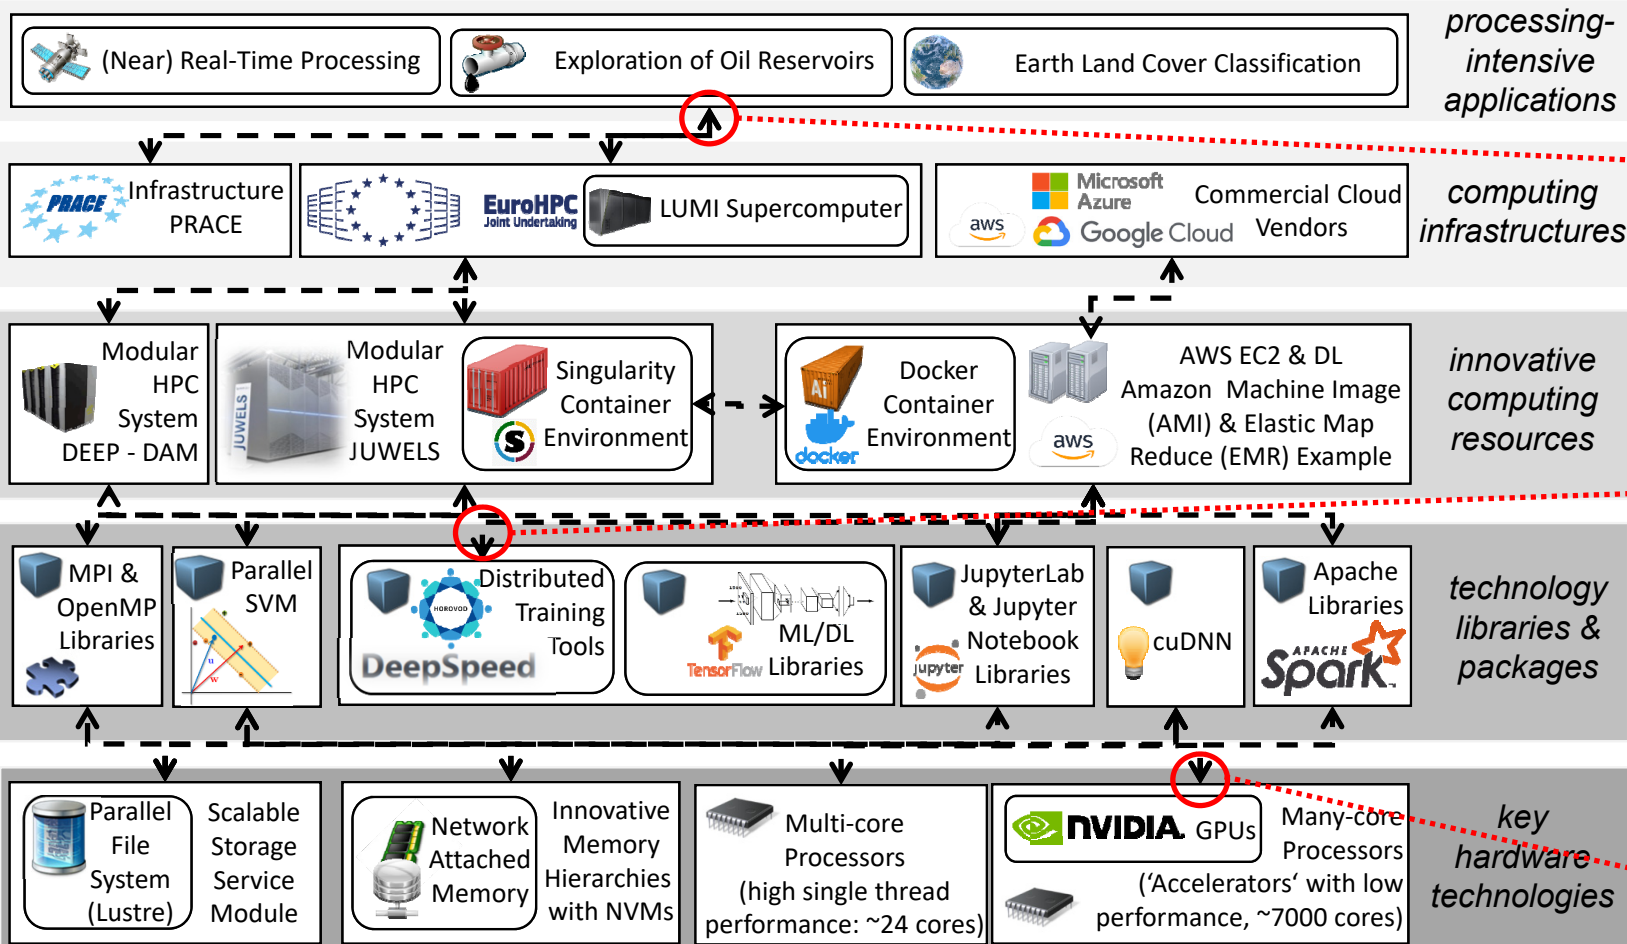 (Near) Real-Time Processing
Exploration of Oil Reservoirs
Earth Land Cover Classification
processing-
intensive
applications
PRACE
Infrastructure
PRACE
EuroHPC
Joint Undertaking
LUMI Supercomputer
Microsoft
Azure
aws
Google Cloud
Commercial Cloud
Vendors
computing
infrastructures
Modular
HPC
System
DEEP - DAM
JUWELS
Modular
HPC
System
JUWELS
Singularity
Container
Environment
S
Ai
docker
Docker
Container
Environment
aws
AWS EC2 & DL
Amazon Machine Image
(AMI) & Elastic Map
Reduce (EMR) Example
innovative
computing
resources
MPI &
OpenMP
Libraries
Parallel
SVM
u
w
HOROVOD
Distributed
Training
Tools
DeepSpeed
TensorFlow
ML/DL
Libraries
JupyterLab
& Jupyter
Notebook
Libraries
jupyter
cuDNN
Apache
Libraries
APACHE
Spark
technology
libraries &
packages
Parallel
File
System
(Lustre)
Scalable
Storage
Service
Module
Network
Attached
Memory
Innovative
Memory
Hierarchies
with NVMs
Multi-core
Processors
(high single thread
performance: ~24 cores)
NVIDIA.
GPUs
Many-core
Processors
(‘Accelerators‘ with low
performance, ~7000 cores)
key
hardware
technologies